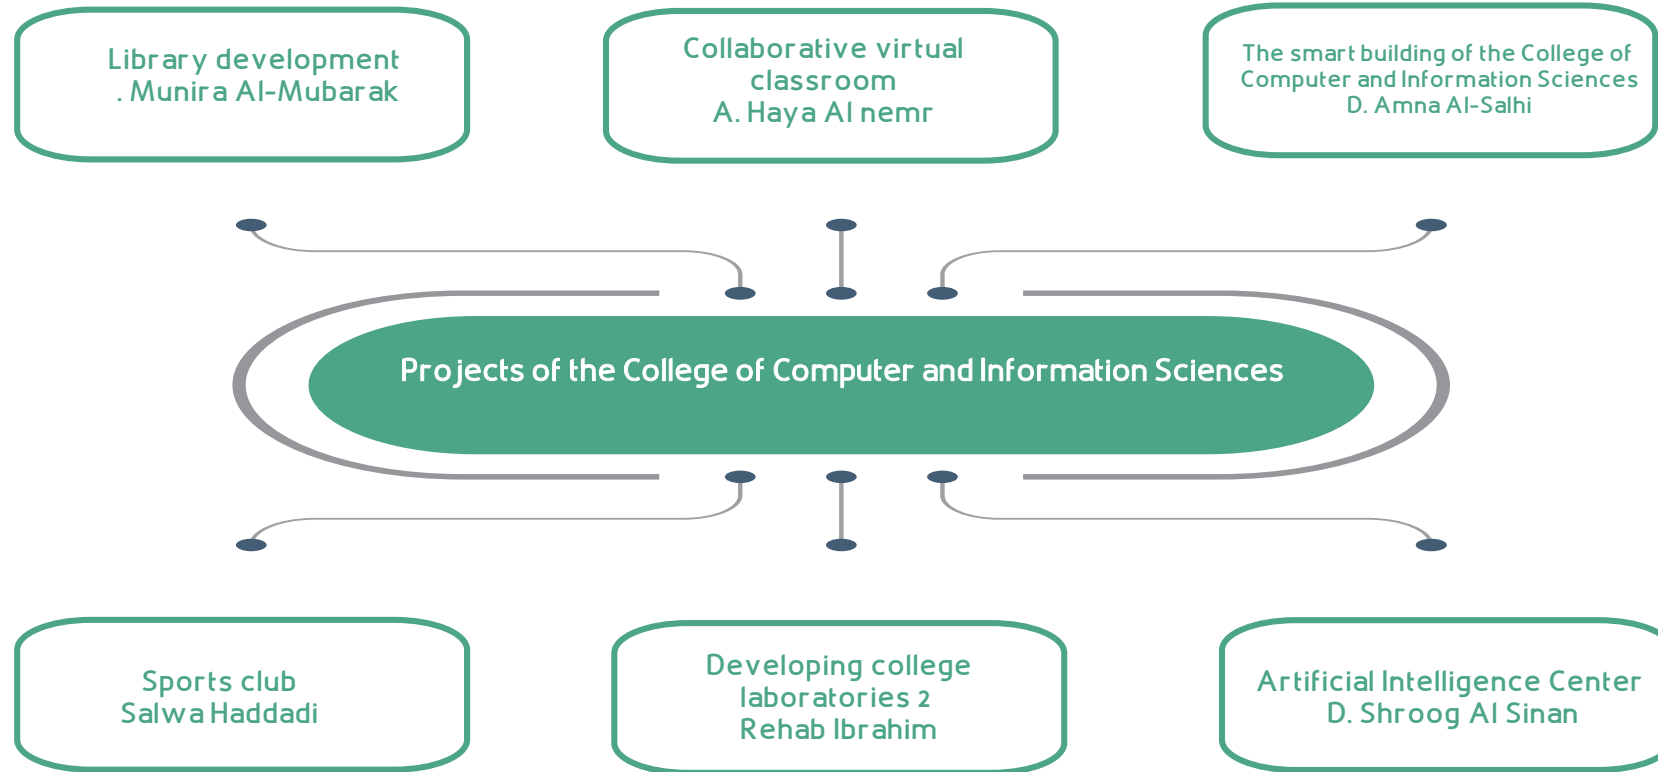 Library development
. Munira Al-Mubarak
Collaborative virtual
classroom
A. Haya Al nemr
The smart building of the College of
Computer and Information Sciences
D. Amna Al-Salhi
Projects of the College of Computer and Information Sciences
Sports club
Salwa Haddadi
Developing college
laboratories 2
Rehab Ibrahim
Artificial Intelligence Center
D. Shroog Al Sinan